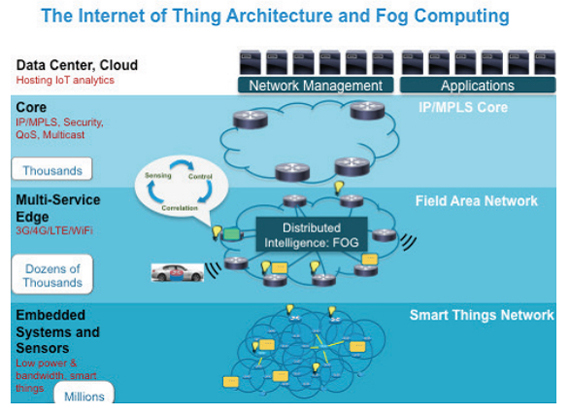 The Internet of Thing Architecture and Fog Computing
Data Center, Cloud
Hosting IoT analytics
Network Management
Applications
Core
IP/MPLS, Security,
QoS, Multicast
IP/MPLS Core
Thousands
Sensing
Control
Correlation
Multi-Service
Edge
3G/4G/LTE/WiFi
Field Area Network
Distributed
Intelligence: FOG
Dozens of
Thousands
Embedded
Systems and
Sensors
Low power &
bandwidth, smart
things
Smart Things Network
Millions